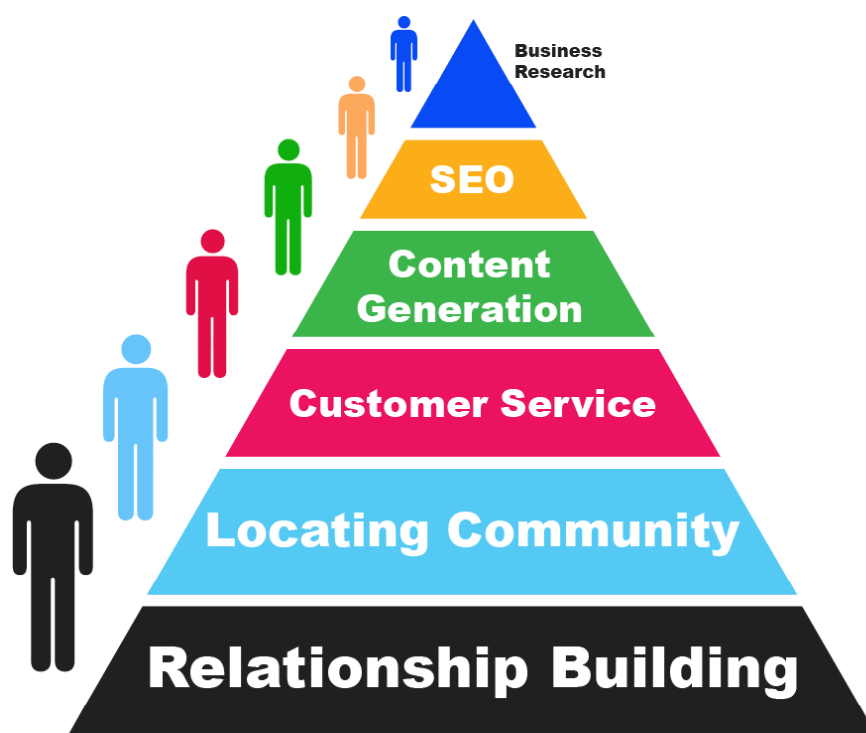 Business
Research
SEO
Content
Generation
Customer Service
Locating Community
Relationship Building